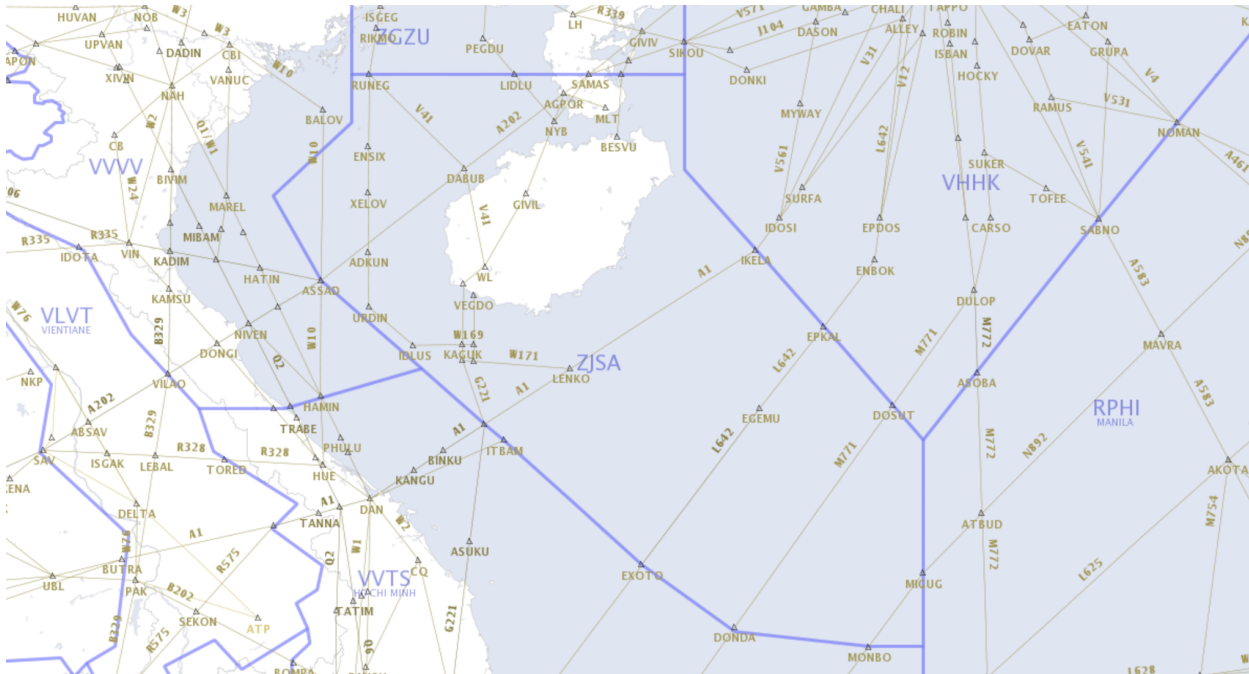 HUVAN
NOB
W3
W3
ISGEG
RIKMO
ZGZU
PEGDU
LH
R339
GIVIV
SIKOU
V571
J104
GAMBA
DASON
CHALI
ALLEY
TAPPO
ROBIN
ISBAN
DOVAR
EATON
GRUPA
UPVAN
DADIN
CBI
APON
XIVIN
VANUC
W10
NAH
RUNEG
LIDLU
SAMAS
AGPOR
DONKI
V31
V12
HOCKY
V4
RAMUS
V531
NOMAN
W2
Q1/W1
BALOV
V41
A202
NYB
MLT
BESVU
MYWAY
L642
A461
CB
VVVV
W24
BIVIM
W10
ENSIX
DABUB
V561
SUKER
VHHK
V541
TOFEE
MAREL
XELOV
GIVIL
V41
SURFA
IDOSI
EPDOS
CARSO
SABNO
R335
R335
IDOTA
VIN
MIBAM
KADIM
HATIN
ADKUN
WL
IKELA
A1
ENBOK
A583
KAMSU
ASSAD
URDIN
VEGDO
DULOP
W76
VLVT
VIENTIANE
B329
NIVEN
DONGI
Q2
W10
IDLUS
W169
KAGUK
W171
LENKO
ZJSA
EPKAL
M771
M772
MAVRA
NKP
VILAO
HAMIN
G221
A1
L642
EGEMU
DOSUT
ASOBA
RPHI
MANILA
A583
A202
ABSAV
B329
TRABE
PHULU
A1
BINKU
ITBAM
L642
M771
M772
N892
SAV
ISGAK
LEBAL
R328
TORED
R328
HUE
KANGU
AKOTA
DELTA
A1
TANNA
DAN
W2
ATBUD
M754
A1
W1
Q2
ASUKU
M772
BUTRA
R575
VVTS
HO CHI MINH
CQ
EXOTO
MIGUG
L625
UBL
PAK
B202
SEKON
ATP
TATIM
G221
B329
R575
DONDA
MONBO
L628